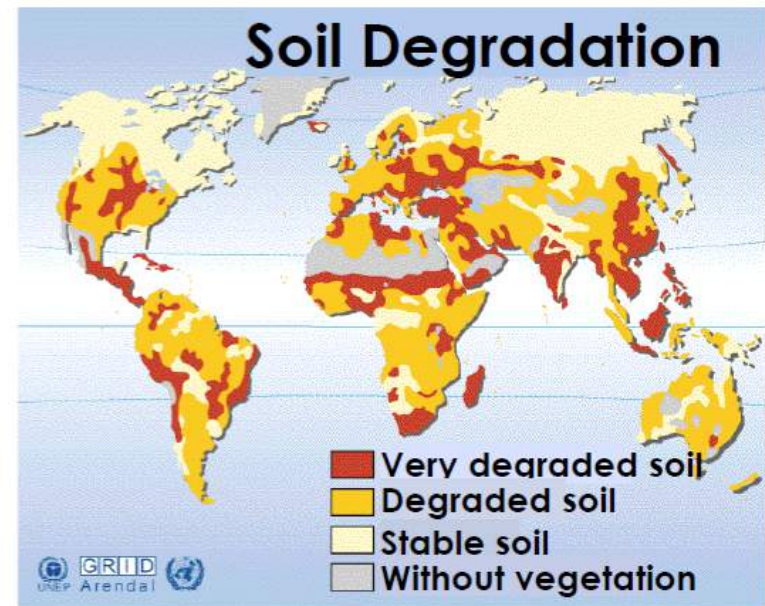 Soil Degradation
Very degraded soil
Degraded soil
Stable soil
Without vegetation
UNEP
GRID
Arendal